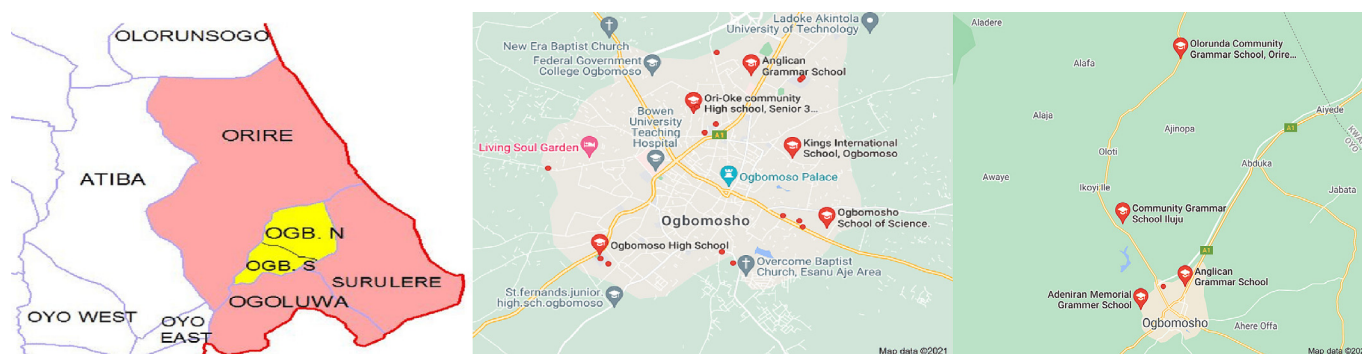 OLORUNSOGO
ORIRE
ATIBA
OGB. N
OGB. S
SURULERE
OGOLUWA
OYO WEST
OYO
EAST
Ladoke Akintola
University of Technology
New Era Baptist Church
Federal Government
College Ogbomoso
Anglican
Grammar School
Ori-Oke community
High school, Senior 3...
Bowen
University
Teaching
Hospital
A1
Living Soul Garden
Kings International
School, Ogbomoso
Ogbomoso Palace
Ogbomosho
Ogbomosho
School of Science.
Ogbomoso High School
Overcome Baptist
Church, Esanu Aje Area
St.fernands.junior.
high.sch.ogbomoso
Map data ©2021
Aladere
Olorunda Community
Grammar School, Orire...
Alafa
Alaja
Ajinopa
Aiyede
A1
OYO
Oloti
Abduka
Awaye
Ikoyi.Ile
Jabata
Community Grammar
School Iluju
A1
Anglican
Grammar School
Adeniran Memorial
Grammer School
Ogbomosho
Ahere Offa
Map data ©202